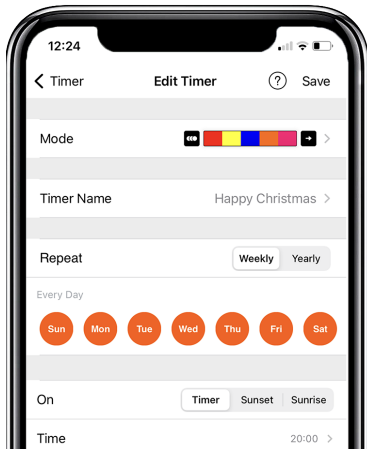 12:24
Timer Edit Timer ? Save
Mode
Timer Name Happy Christmas
Repeat Weekly Yearly
Every Day
Sun Mon Tue Wed Thu Fri Sat
On Timer Sunset Sunrise
Time 20:00